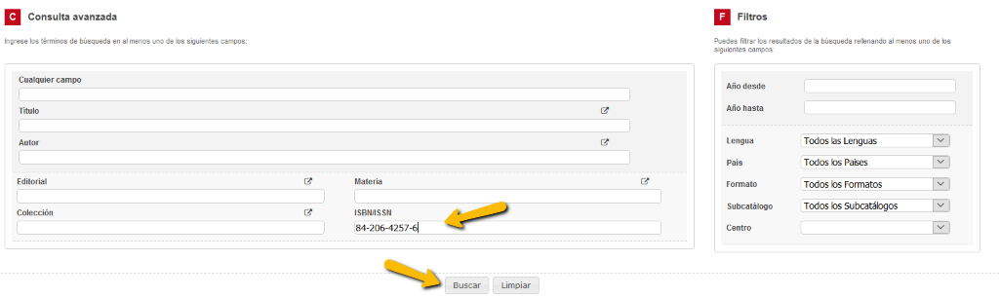 C Consulta avanzada
Ingrese los términos de búsqueda en al menos uno de los siguientes campos:
Cualquier campo
Título
Autor
Editorial Materia
Colección ISBN/ISSN
84-206-4257-6
Buscar Limpiar
F Filtros
Puedes filtrar los resultados de la búsqueda rellenando al menos uno de los
siguientes campos:
Año desde
Año hasta
Lengua Todos las Lenguas
País Todos los Paises
Formato Todos los Formatos
Subcatálogo Todos los Subcatálogos
Centro